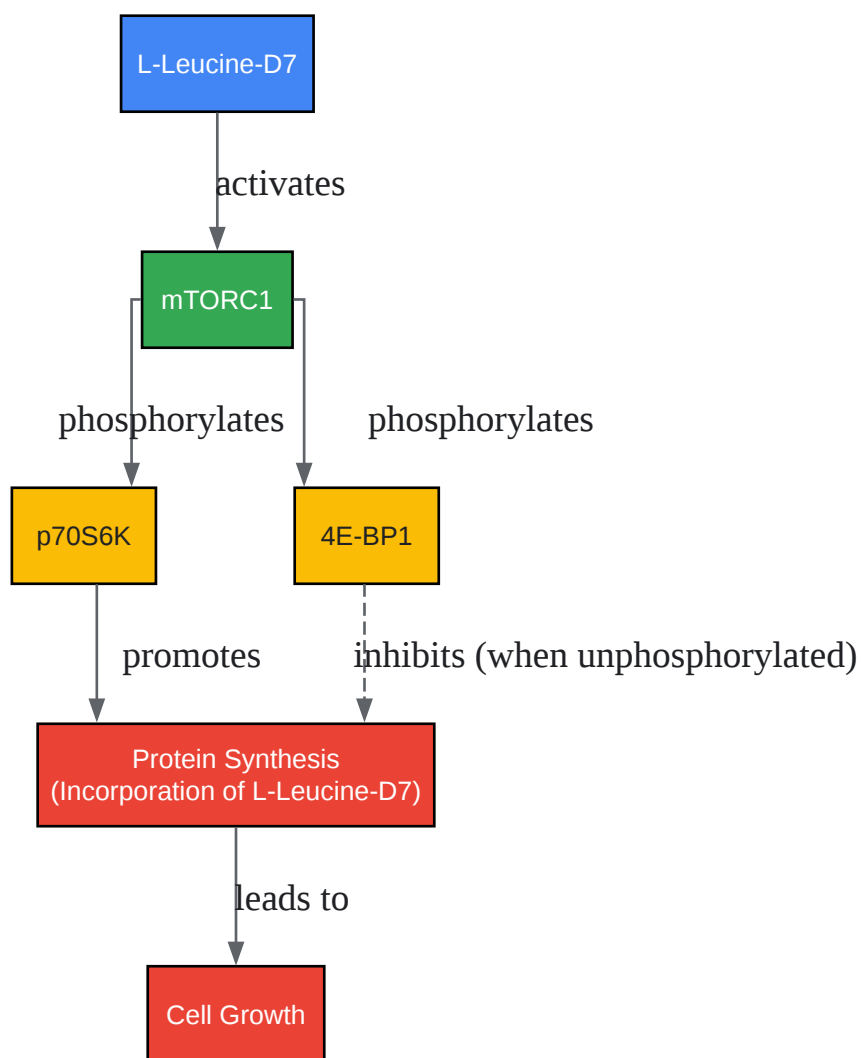 L-Leucine-D7
activates
mTORC1
phosphorylates
phosphorylates
p70S6K
4E-BP1
promotes
inhibits (when unphosphorylated)
Protein Synthesis
(Incorporation of L-Leucine-D7)
leads to
Cell Growth